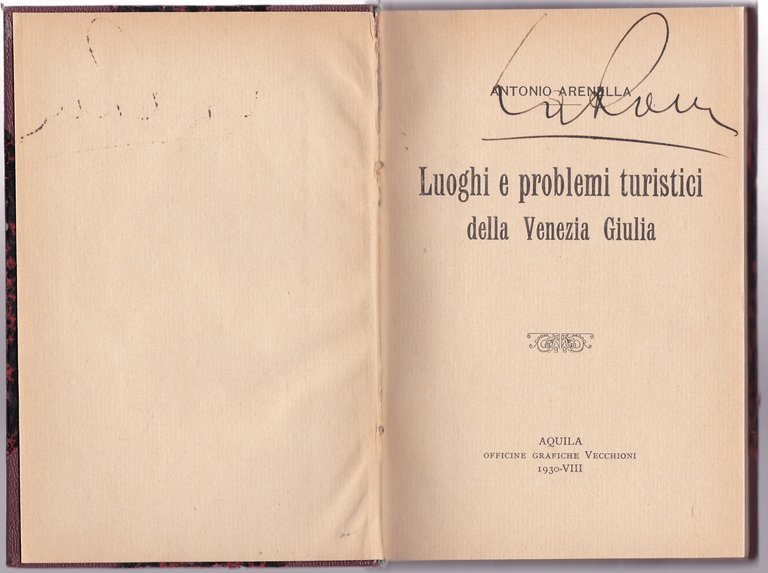 ANTONIO ARENELLA
Luoghi e problemi turistici
della Venezia Giulia
AQUILA
OFFICINE GRAFICHE VECCHIONI
1930-VIII